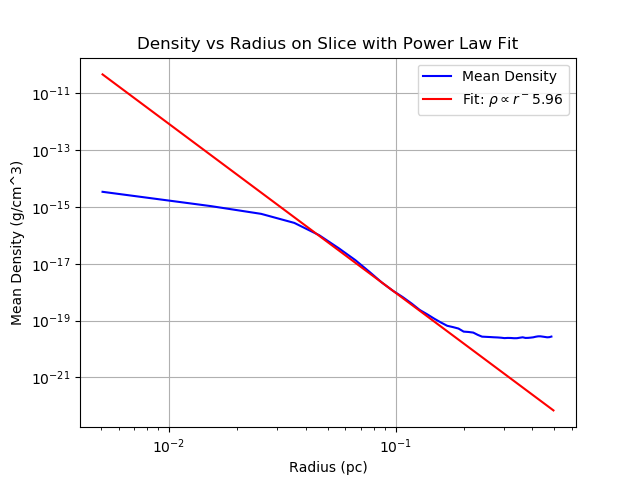 Density vs Radius on Slice with Power Law Fit
Mean Density
Fit: ρ ∝ r⁻5.96
10⁻¹¹
10⁻¹³
10⁻¹⁵
10⁻¹⁷
10⁻¹⁹
10⁻²¹
Mean Density (g/cm^3)
10⁻²
10⁻¹
Radius (pc)